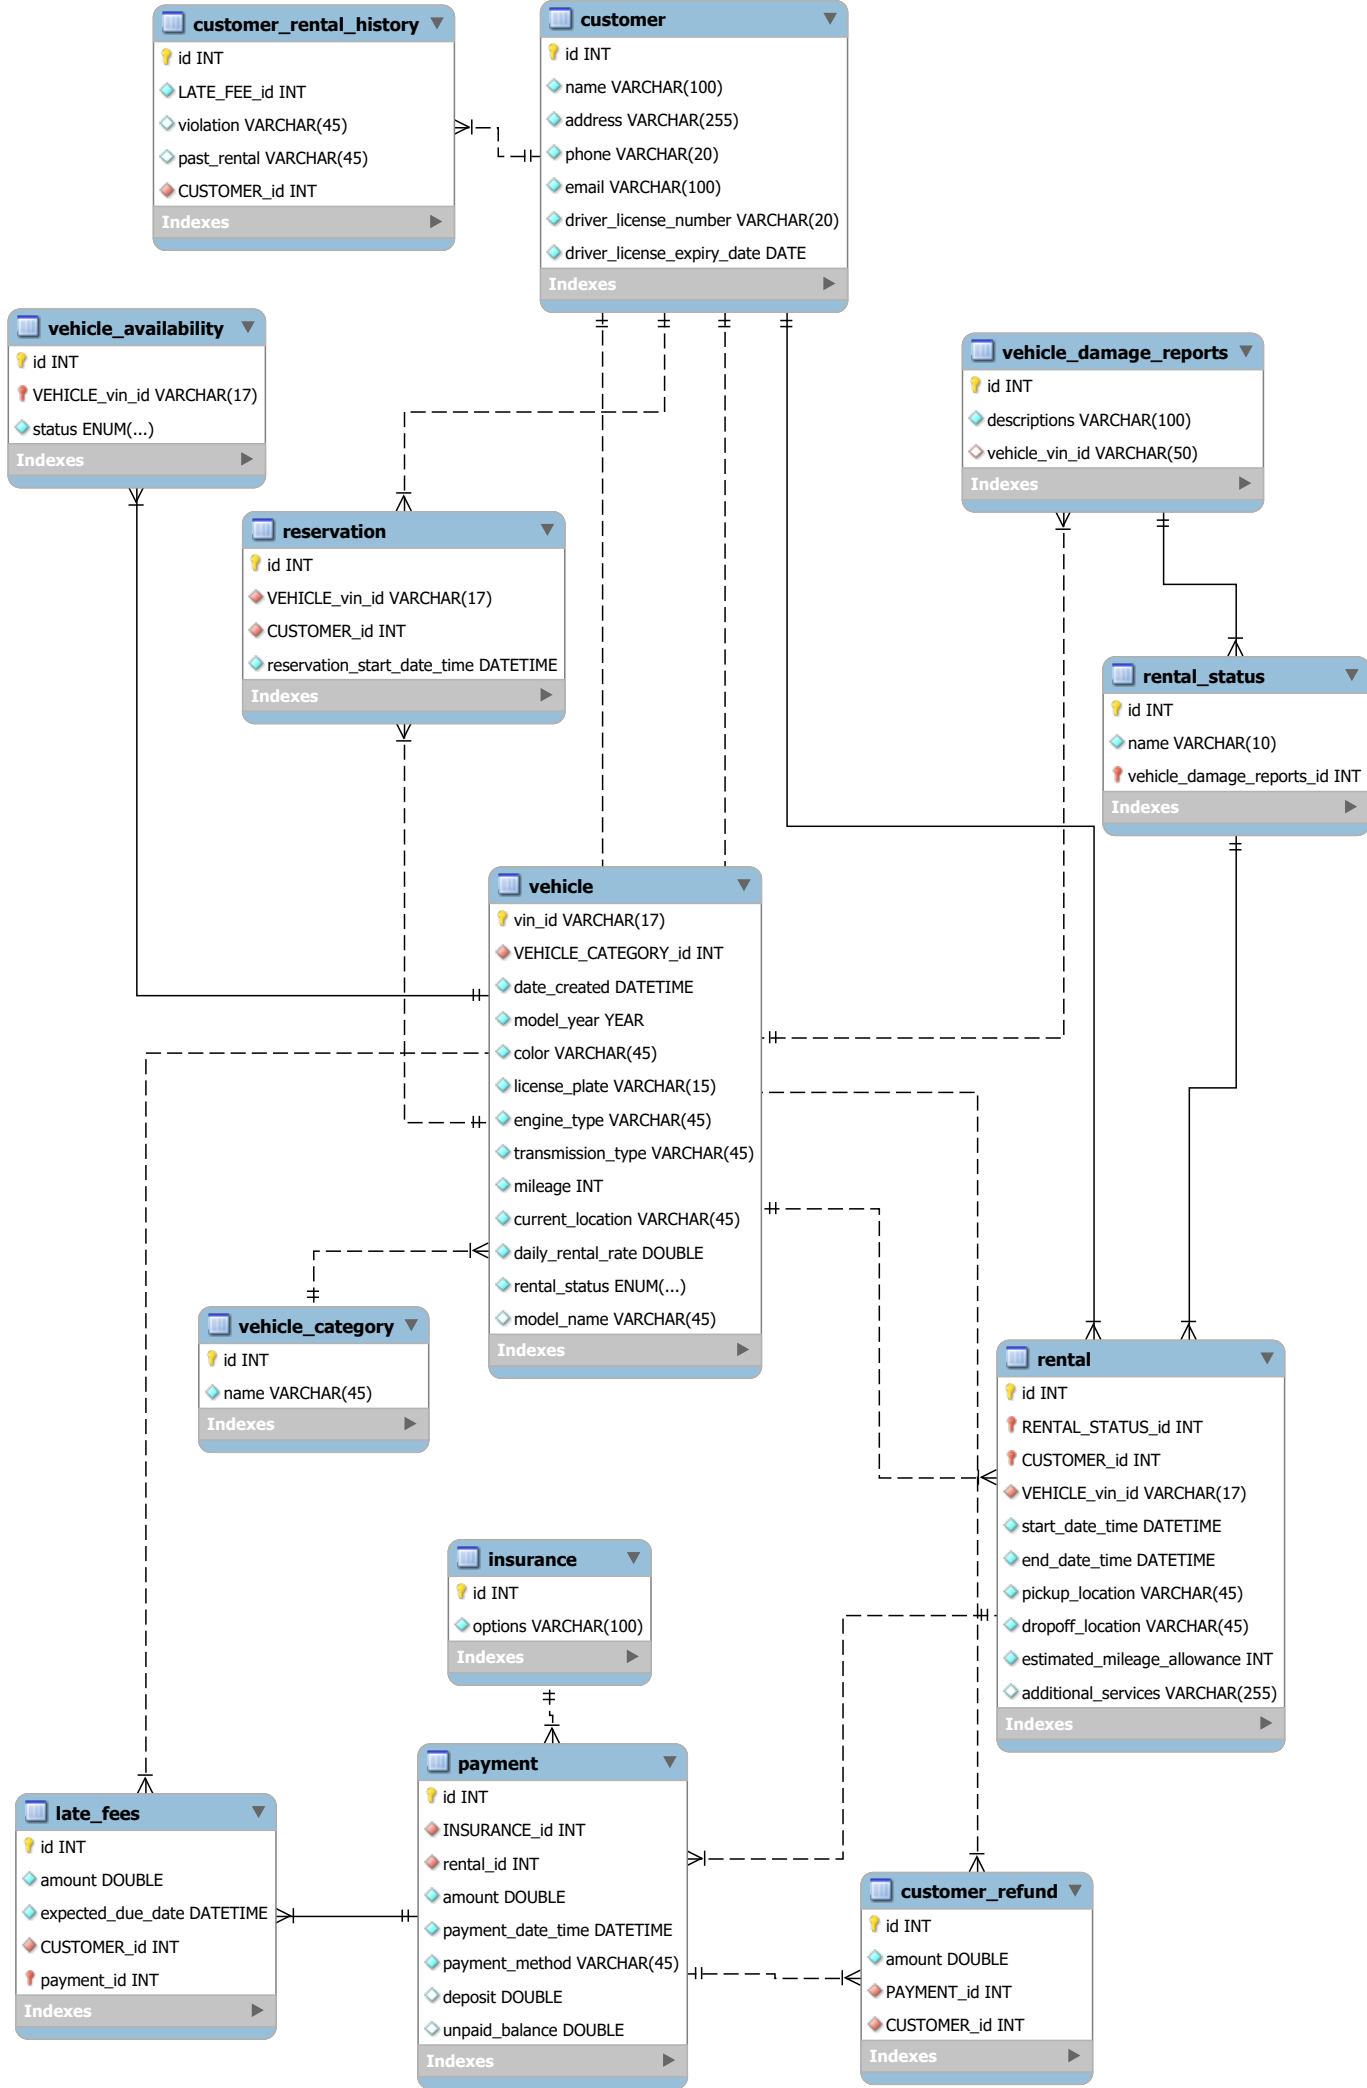 customer_rental_history
id INT
LATE_FEE_id INT
violation VARCHAR(45)
past_rental VARCHAR(45)
CUSTOMER_id INT
Indexes
customer
id INT
name VARCHAR(100)
address VARCHAR(255)
phone VARCHAR(20)
email VARCHAR(100)
driver_license_number VARCHAR(20)
driver_license_expiry_date DATE
Indexes
vehicle_availability
id INT
VEHICLE_vin_id VARCHAR(17)
status ENUM(...)
Indexes
vehicle_damage_reports
id INT
descriptions VARCHAR(100)
vehicle_vin_id VARCHAR(50)
Indexes
reservation
id INT
VEHICLE_vin_id VARCHAR(17)
CUSTOMER_id INT
reservation_start_date_time DATETIME
Indexes
rental_status
id INT
name VARCHAR(10)
vehicle_damage_reports_id INT
Indexes
vehicle
vin_id VARCHAR(17)
VEHICLE_CATEGORY_id INT
date_created DATETIME
model_year YEAR
color VARCHAR(45)
license_plate VARCHAR(15)
engine_type VARCHAR(45)
transmission_type VARCHAR(45)
mileage INT
current_location VARCHAR(45)
daily_rental_rate DOUBLE
rental_status ENUM(...)
model_name VARCHAR(45)
Indexes
vehicle_category
id INT
name VARCHAR(45)
Indexes
rental
id INT
RENTAL_STATUS_id INT
CUSTOMER_id INT
VEHICLE_vin_id VARCHAR(17)
start_date_time DATETIME
end_date_time DATETIME
pickup_location VARCHAR(45)
dropoff_location VARCHAR(45)
estimated_mileage_allowance INT
additional_services VARCHAR(255)
Indexes
insurance
id INT
options VARCHAR(100)
Indexes
payment
id INT
INSURANCE_id INT
rental_id INT
amount DOUBLE
payment_date_time DATETIME
payment_method VARCHAR(45)
deposit DOUBLE
unpaid_balance DOUBLE
Indexes
late_fees
id INT
amount DOUBLE
expected_due_date DATETIME
CUSTOMER_id INT
payment_id INT
Indexes
customer_refund
id INT
amount DOUBLE
PAYMENT_id INT
CUSTOMER_id INT
Indexes